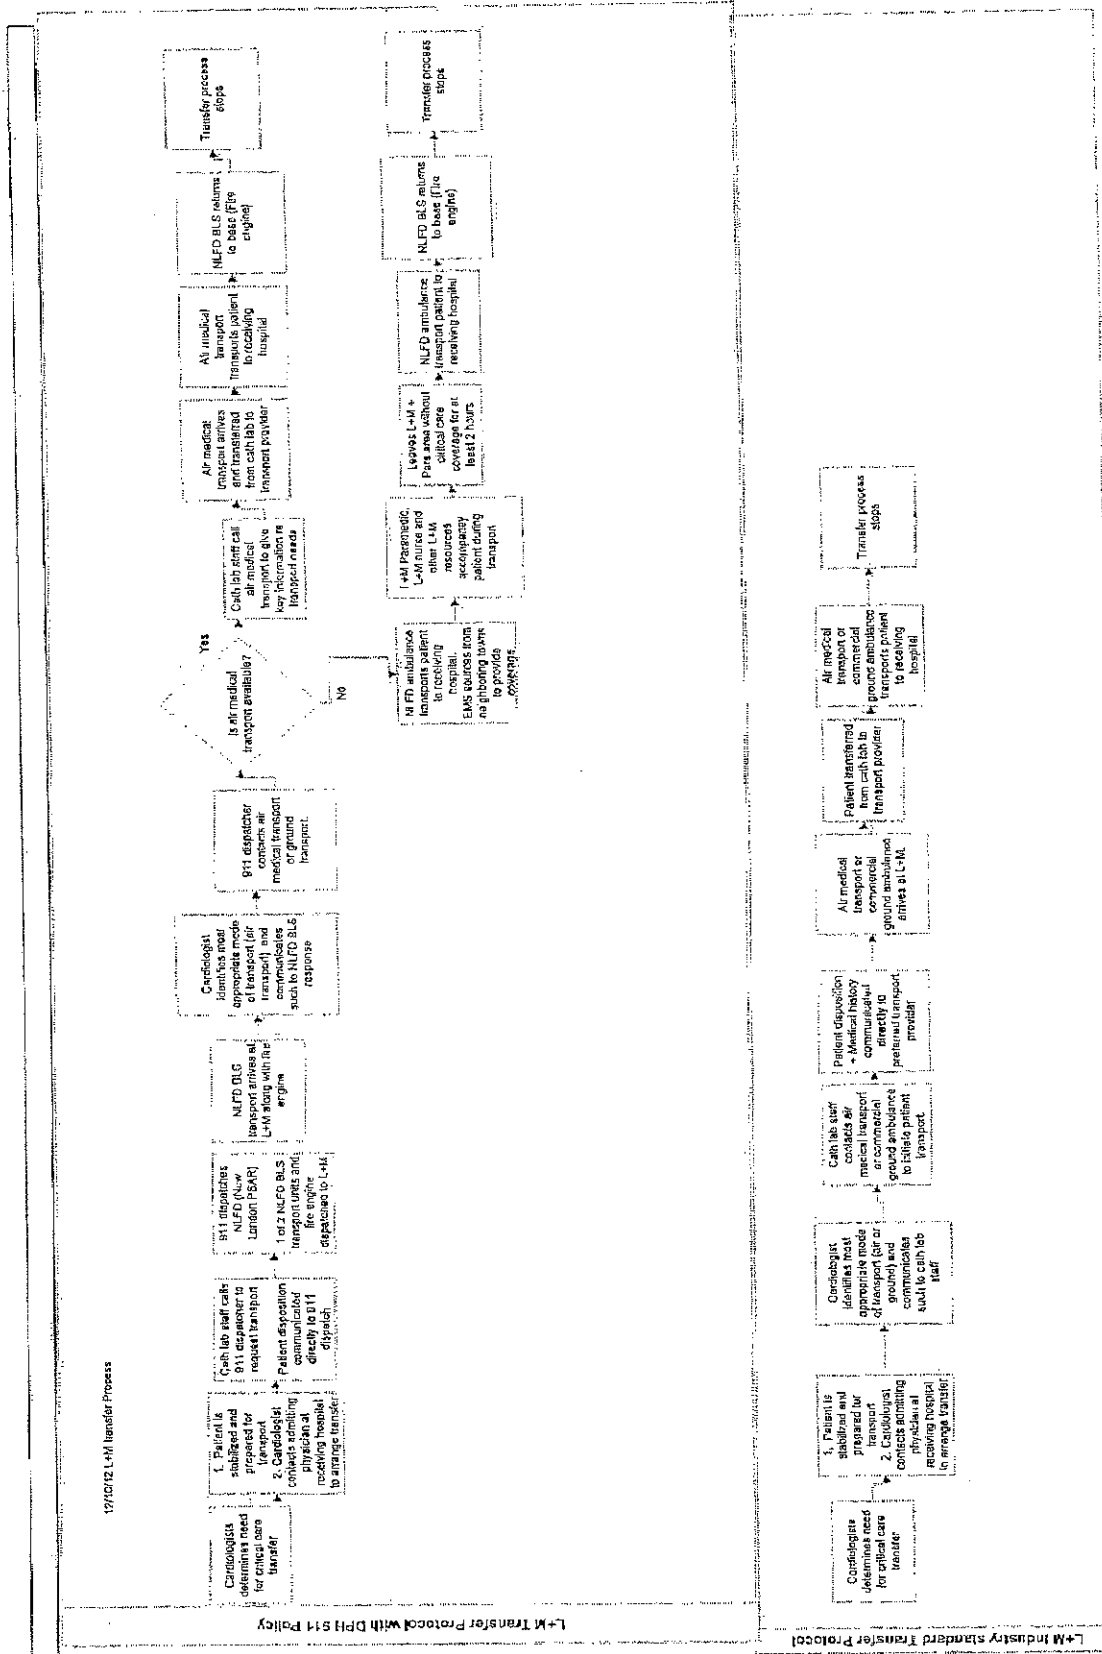 12/10/12 L+M Transfer Process
L+M Transfer Protocol with DPH 911 Policy
Cardiologists
determines need
for critical care
transfer
1. Patient is
stabilized and
prepared for
transport
2. Cardiologist
contacts admitting
physician at
receiving hospital
to arrange transfer
Cath lab staff calls
911 dispatcher to
request transport
Patient disposition
communicated
directly to 911
dispatch
911 dispatches
NLFD (New
London PSAR)
1 of 2 NLFD BLS
transport units and
fire engine
dispatched to L+M
NLFD BLS
transport arrives at
L+M along with fire
engine
Cardiologist
identifies most
appropriate mode
of transport (air
transport) and
communicates
such to NLFD BLS
response
911 dispatcher
contacts air
medical transport
or ground
transport.
Is air medical
transport available?
Yes
Cath lab staff call
air medical
transport to give
key information re
transport needs
Air medical
transport arrives
and transferred
from cath lab to
transport provider
Air medical
transport
Transports patient
to receiving
hospital
NLFD BLS returns
to base (Fire
engine)
Transfer process
stops
No
NLFD ambulance
transports patient
to receiving
hospital.
EMS sources from
neighboring towns
to provide
coverage
L+M Paramedic,
L+M nurse and
other L+M
resources
accompany
patient during
transport
Leaves L+M +
Para area without
critical care
coverage for at
least 2 hours
NLFD ambulance
transport patient to
receiving hospital
NLFD BLS returns
to base (Fire
engine)
Transfer process
stops
L+M Industry standard Transfer Protocol
Cardiologists
determines need
for critical care
transfer
1. Patient is
stabilized and
prepared for
transport
2. Cardiologist
contacts admitting
physician at
receiving hospital
to arrange transfer
Cardiologist
identifies most
appropriate mode
of transport (air or
ground) and
communicates
such to cath lab
staff
Cath lab staff
contacts air
medical transport
or commercial
ground ambulance
to initiate patient
transport.
Patient disposition
+ Medical history
communicated
directly to
preferred transport
provider
Air medical
transport or
commercial
ground ambulance
arrives at L+M.
Patient transferred
from cath lab to
transport provider
Air medical
transport or
commercial
ground ambulance
transports patient
to receiving
hospital
Transfer process
stops